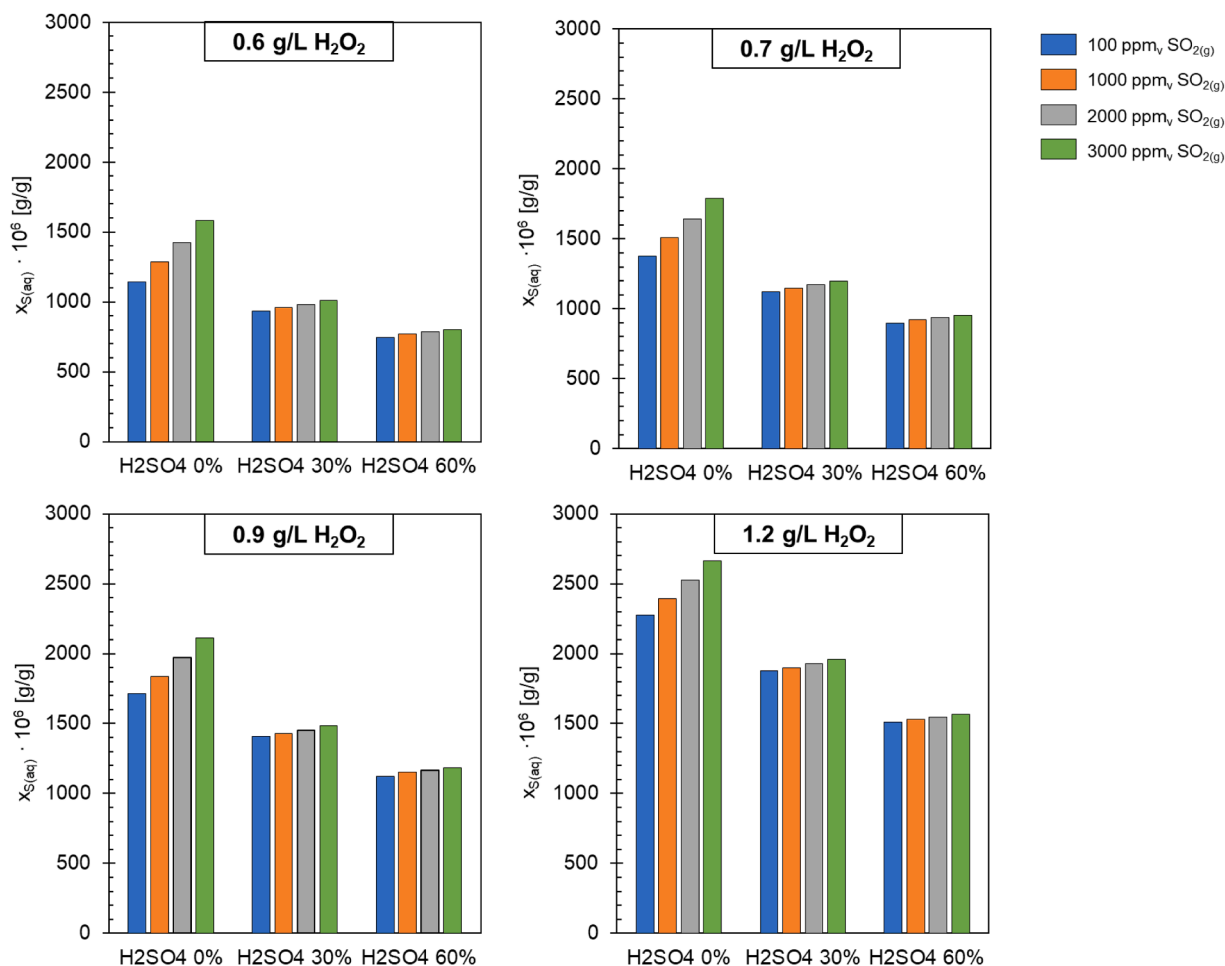 0.6 g/L H₂O₂
3000
2500
2000
1500
1000
500
0
x_S(aq) · 10⁶ [g/g]
H2SO4 0% H2SO4 30% H2SO4 60%
0.7 g/L H₂O₂
3000
2500
2000
1500
1000
500
0
x_S(aq) · 10⁶ [g/g]
H2SO4 0% H2SO4 30% H2SO4 60%
100 ppmᵥ SO₂₍g₎
1000 ppmᵥ SO₂₍g₎
2000 ppmᵥ SO₂₍g₎
3000 ppmᵥ SO₂₍g₎
0.9 g/L H₂O₂
3000
2500
2000
1500
1000
500
0
x_S(aq) · 10⁶ [g/g]
H2SO4 0% H2SO4 30% H2SO4 60%
1.2 g/L H₂O₂
3000
2500
2000
1500
1000
500
0
x_S(aq) · 10⁶ [g/g]
H2SO4 0% H2SO4 30% H2SO4 60%